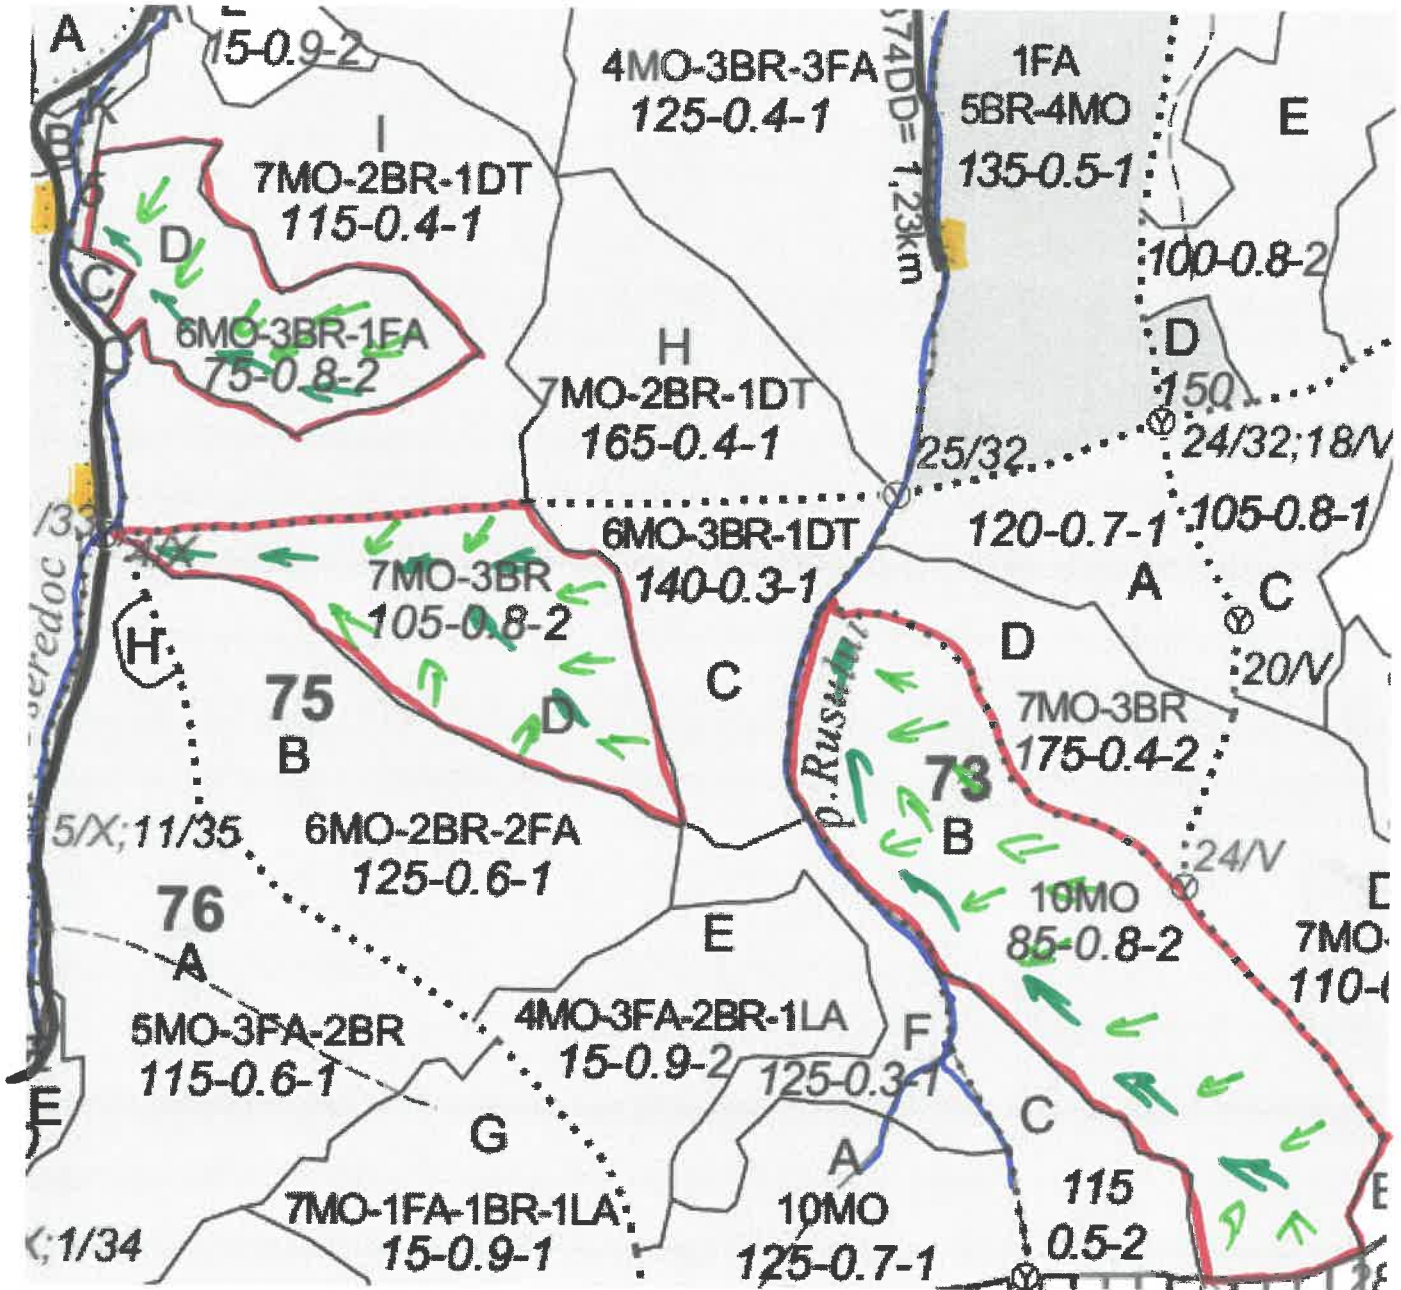 A
15-0.9-2
4MO-3BR-3FA
125-0.4-1
74DD= 1,23km
1FA
5BR-4MO
135-0.5-1
E
K
B
I
7MO-2BR-1DT
115-0.4-1
5
D
C
100-0.8-2
6MO-3BR-1FA
75-0.8-2
H
7MO-2BR-1DT
165-0.4-1
D
150
25/32
24/32;18/V
6MO-3BR-1DT
140-0.3-1
120-0.7-1
105-0.8-1
A
C
7MO-3BR
105-0.8-2
H
C
D
20/V
seredoc
75
B
D
p.Rusului
7MO-3BR
175-0.4-2
73
B
5/X;11/35
6MO-2BR-2FA
125-0.6-1
24/V
76
A
E
10MO
85-0.8-2
7MO-
5MO-3FA-2BR
115-0.6-1
4MO-3FA-2BR-1LA
15-0.9-2
F
125-0.3-1
E
G
C
A
7MO-1FA-1BR-1LA
15-0.9-1
10MO
125-0.7-1
115
0.5-2
;1/34